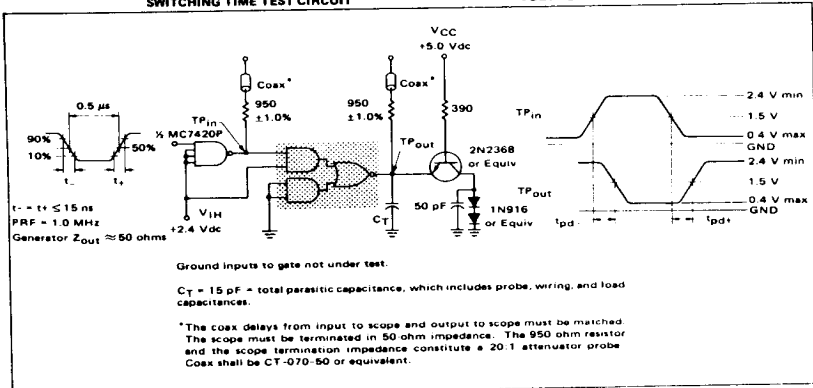 SWITCHING TIME TEST CIRCUIT
VCC
+5.0 Vdc
Coax*
Coax*
0.5 µs
950
±1.0%
950
±1.0%
390
TPin
½ MC7420P
90%
10%
50%
t-
t+
TPout
2N2368
or Equiv
VIH
+2.4 Vdc
CT
50 pF
1N916
or Equiv
t- = t+ ≤ 15 ns
PRF = 1.0 MHz
Generator Zout ≈ 50 ohms
TPin
2.4 V min
1.5 V
0.4 V max
GND
TPout
2.4 V min
1.5 V
0.4 V max
GND
tpd-
tpd+
Ground inputs to gate not under test.
CT = 15 pF = total parasitic capacitance, which includes probe, wiring, and load
capacitances.
*The coax delays from input to scope and output to scope must be matched.
The scope must be terminated in 50-ohm impedance. The 950 ohm resistor
and the scope termination impedance constitute a 20:1 attenuator probe
Coax shall be CT-070-50 or equivalent.